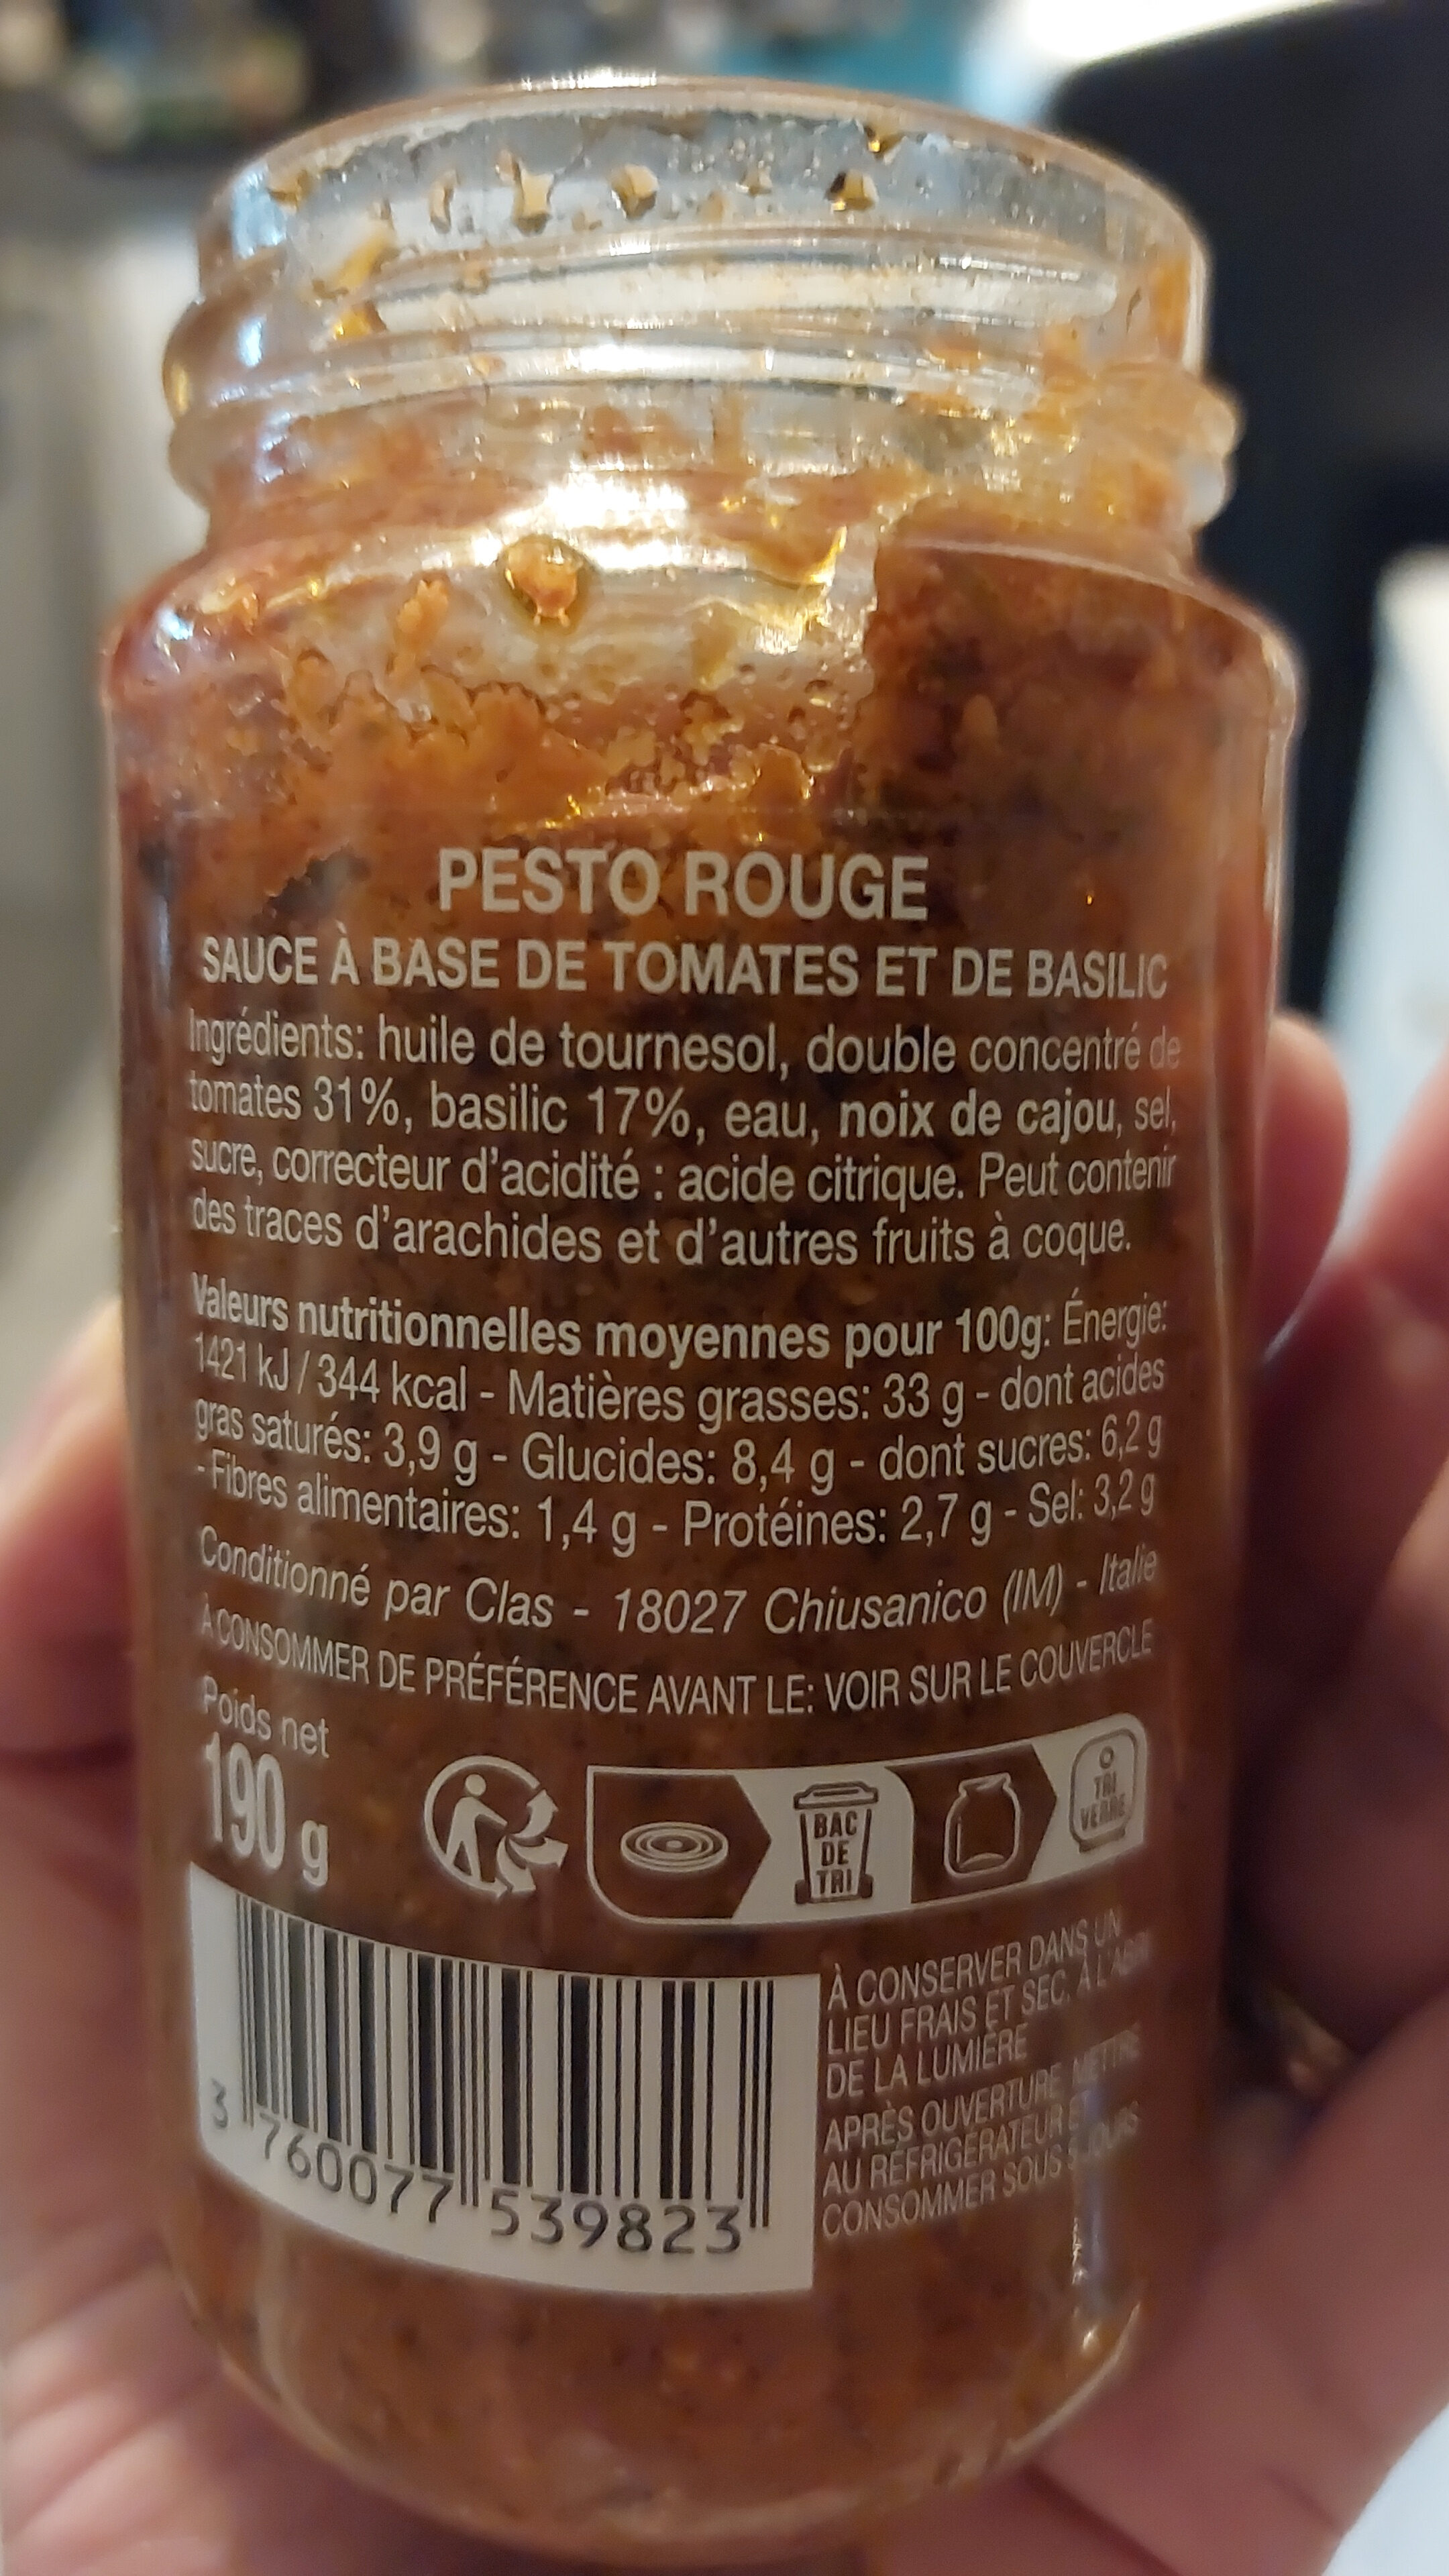 PESTO ROUGE
SAUCE À BASE DE TOMATES ET DE BASILIC
Ingrédients: huile de tournesol, double concentré de
tomates 31%, basilic 17%, eau, noix de cajou, sel,
sucre, correcteur d'acidité : acide citrique. Peut contenir
des traces d'arachides et d'autres fruits à coque.
Valeurs nutritionnelles moyennes pour 100g: Énergie:
1421 kJ / 344 kcal - Matières grasses: 33 g - dont acides
gras saturés: 3,9 g - Glucides: 8,4 g - dont sucres: 6,2 g
- Fibres alimentaires: 1,4 g - Protéines: 2,7 g - Sel: 3,2 g
Conditionné par Clas - 18027 Chiusanico (IM) - Italie
À CONSOMMER DE PRÉFÉRENCE AVANT LE: VOIR SUR LE COUVERCLE
Poids net
190 g
BAC
DE
TRI
TRI
VERRE
À CONSERVER DANS UN
LIEU FRAIS ET SEC, À L'ABRI
DE LA LUMIÈRE
APRÈS OUVERTURE METTRE
AU RÉFRIGÉRATEUR ET
CONSOMMER SOUS JOURS
3 760077 539823